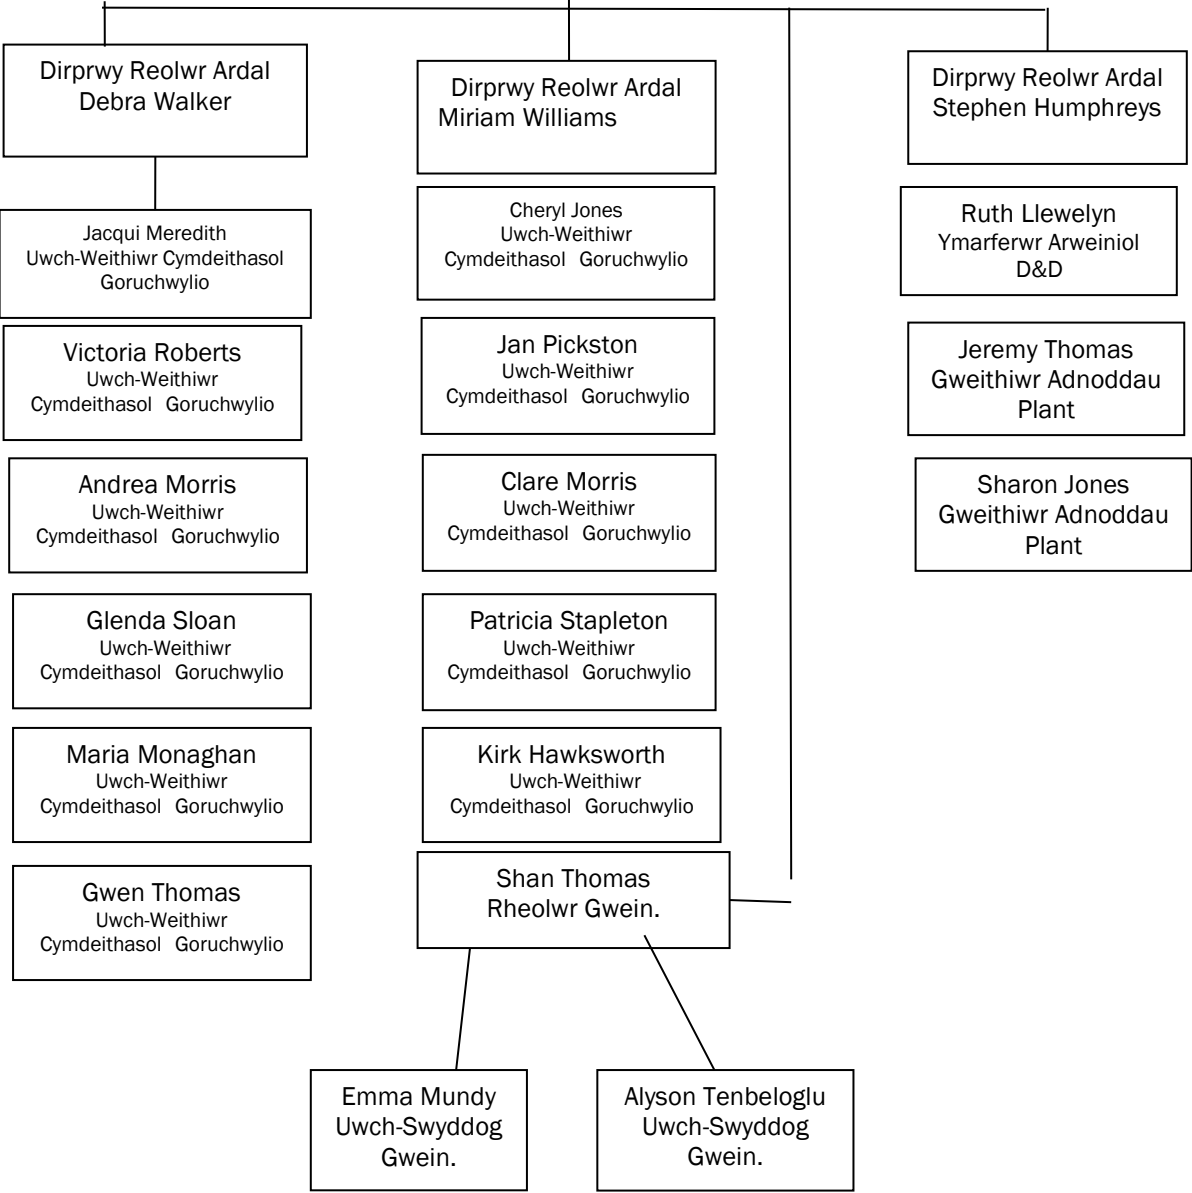 Dirprwy Reolwr Ardal
Debra Walker
Jacqui Meredith
Uwch-Weithiwr Cymdeithasol
Goruchwylio
Victoria Roberts
Uwch-Weithiwr
Cymdeithasol Goruchwylio
Andrea Morris
Uwch-Weithiwr
Cymdeithasol Goruchwylio
Glenda Sloan
Uwch-Weithiwr
Cymdeithasol Goruchwylio
Maria Monaghan
Uwch-Weithiwr
Cymdeithasol Goruchwylio
Gwen Thomas
Uwch-Weithiwr
Cymdeithasol Goruchwylio
Dirprwy Reolwr Ardal
Miriam Williams
Cheryl Jones
Uwch-Weithiwr
Cymdeithasol Goruchwylio
Jan Pickston
Uwch-Weithiwr
Cymdeithasol Goruchwylio
Clare Morris
Uwch-Weithiwr
Cymdeithasol Goruchwylio
Patricia Stapleton
Uwch-Weithiwr
Cymdeithasol Goruchwylio
Kirk Hawksworth
Uwch-Weithiwr
Cymdeithasol Goruchwylio
Shan Thomas
Rheolwr Gwein.
Emma Mundy
Uwch-Swyddog
Gwein.
Alyson Tenbeloglu
Uwch-Swyddog
Gwein.
Dirprwy Reolwr Ardal
Stephen Humphreys
Ruth Llewelyn
Ymarferwr Arweiniol
D&D
Jeremy Thomas
Gweithiwr Adnoddau
Plant
Sharon Jones
Gweithiwr Adnoddau
Plant